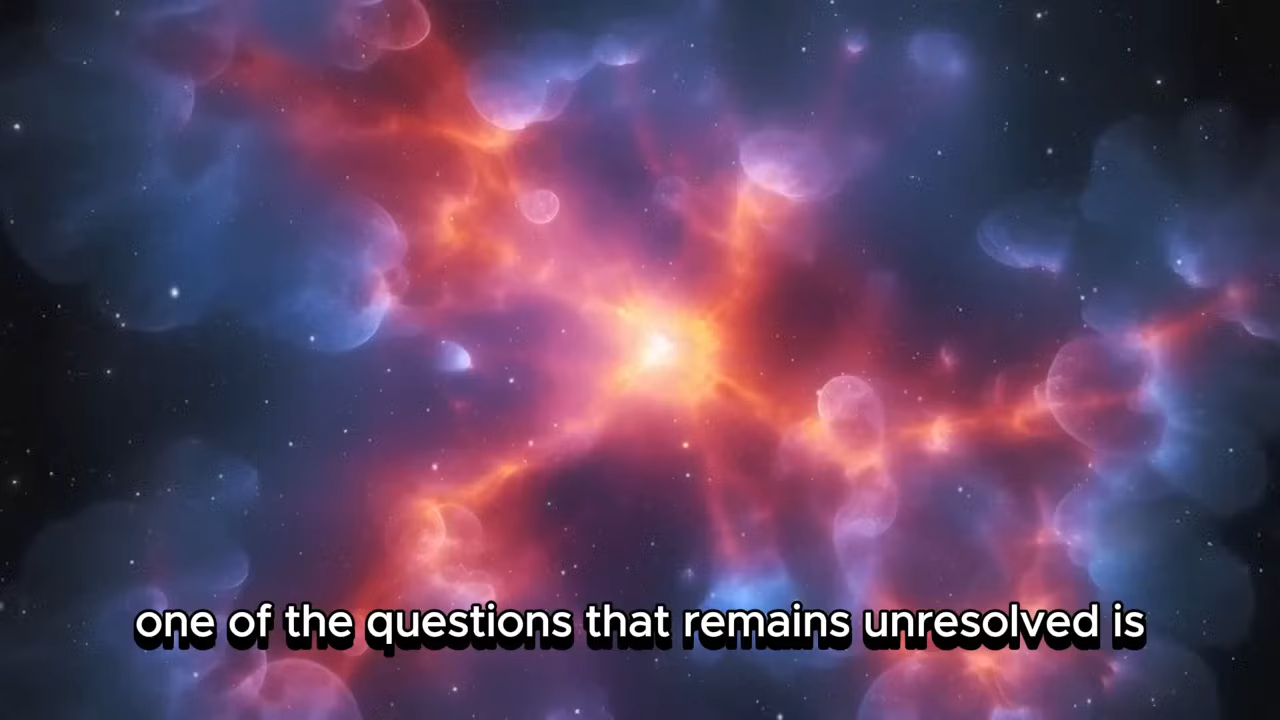 one of the questions that remains unresolved is